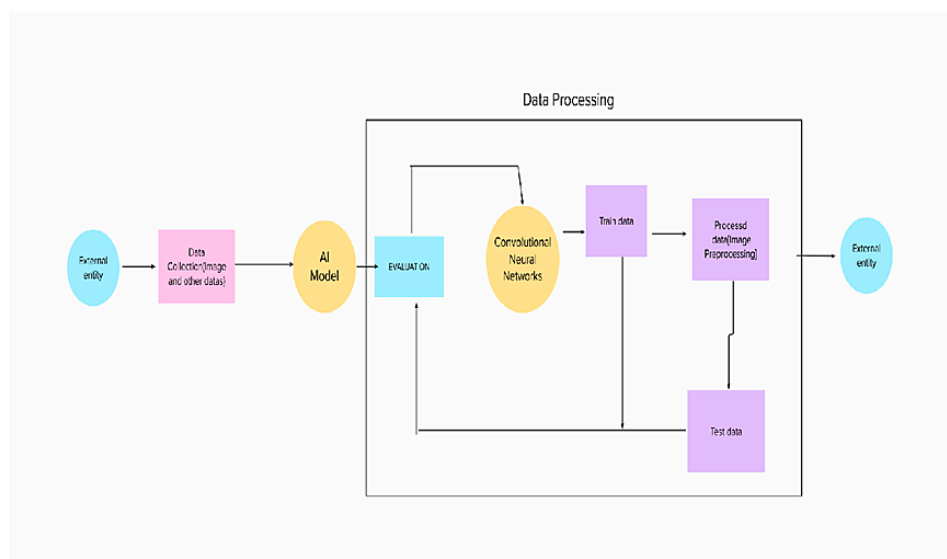 Data Processing
External
entity
Data
Collection(Image
and other datas)
AI
Model
EVALUATION
Convolutional
Neural
Networks
Train data
Processd
data[Image
Preprocessing]
External
entity
Test data